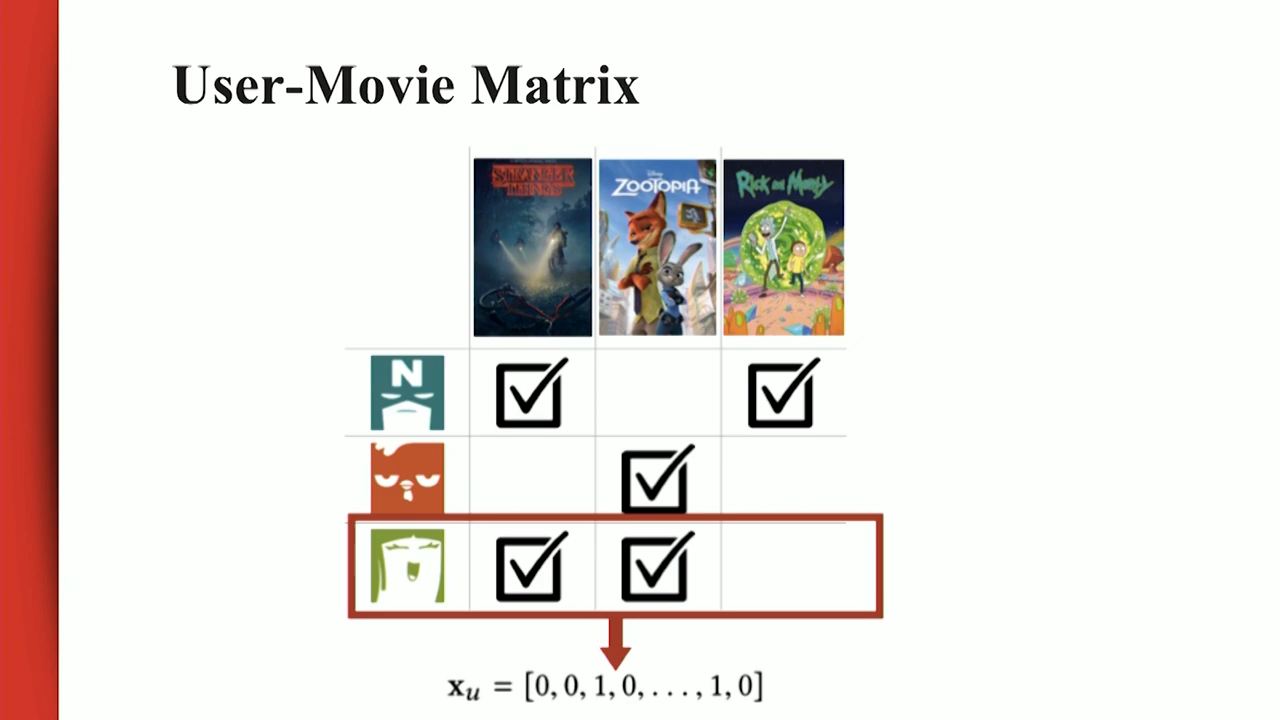 User-Movie Matrix
STRANGER THINGS
Disney
ZOOTOPIA
Rick and Morty
N
x_u = [0, 0, 1, 0, . . . , 1, 0]